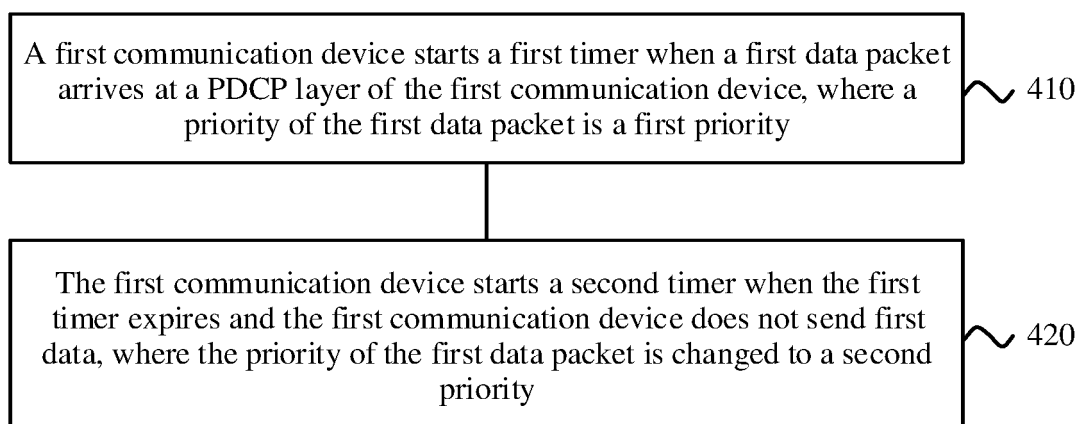 A first communication device starts a first timer when a first data packet
arrives at a PDCP layer of the first communication device, where a
priority of the first data packet is a first priority
410
The first communication device starts a second timer when the first
timer expires and the first communication device does not send first
data, where the priority of the first data packet is changed to a second
priority
420